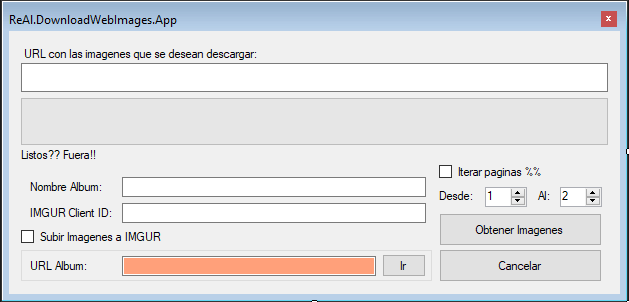 ReAl.DownloadWebImages.App
URL con las imagenes que se desean descargar:
Listos?? Fuera!!
Iterar paginas %%
Nombre Album:
Desde: 1 Al: 2
IMGUR Client ID:
Obtener Imagenes
Subir Imagenes a IMGUR
URL Album:
Ir
Cancelar